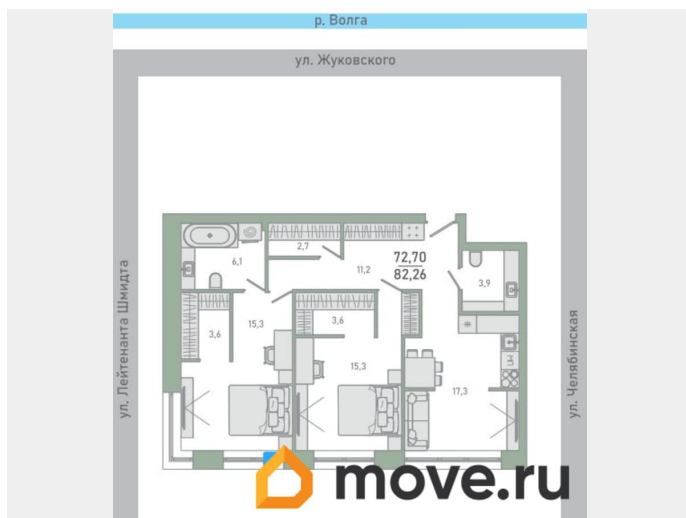 р. Волга
ул. Жуковского
ул. Лейтенанта Шмидта
ул. Челябинская
6,1
2,7
11,2
72,70
82,26
3,9
15,3
3,6
3,6
15,3
17,3
move.ru